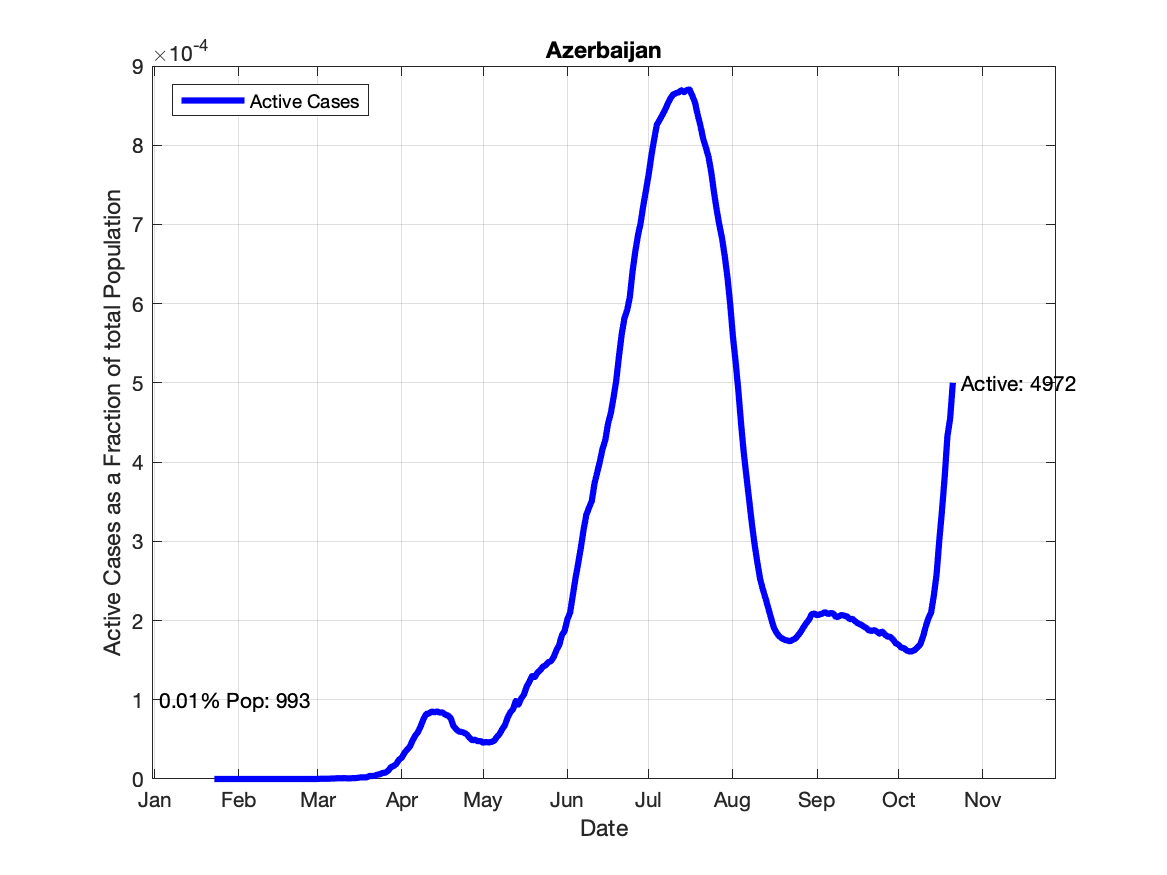 Azerbaijan
×10⁻⁴
Active Cases
9
8
7
6
5
4
3
2
1
0
Active Cases as a Fraction of total Population
Active: 4972
0.01% Pop: 993
Jan Feb Mar Apr May Jun Jul Aug Sep Oct Nov
Date